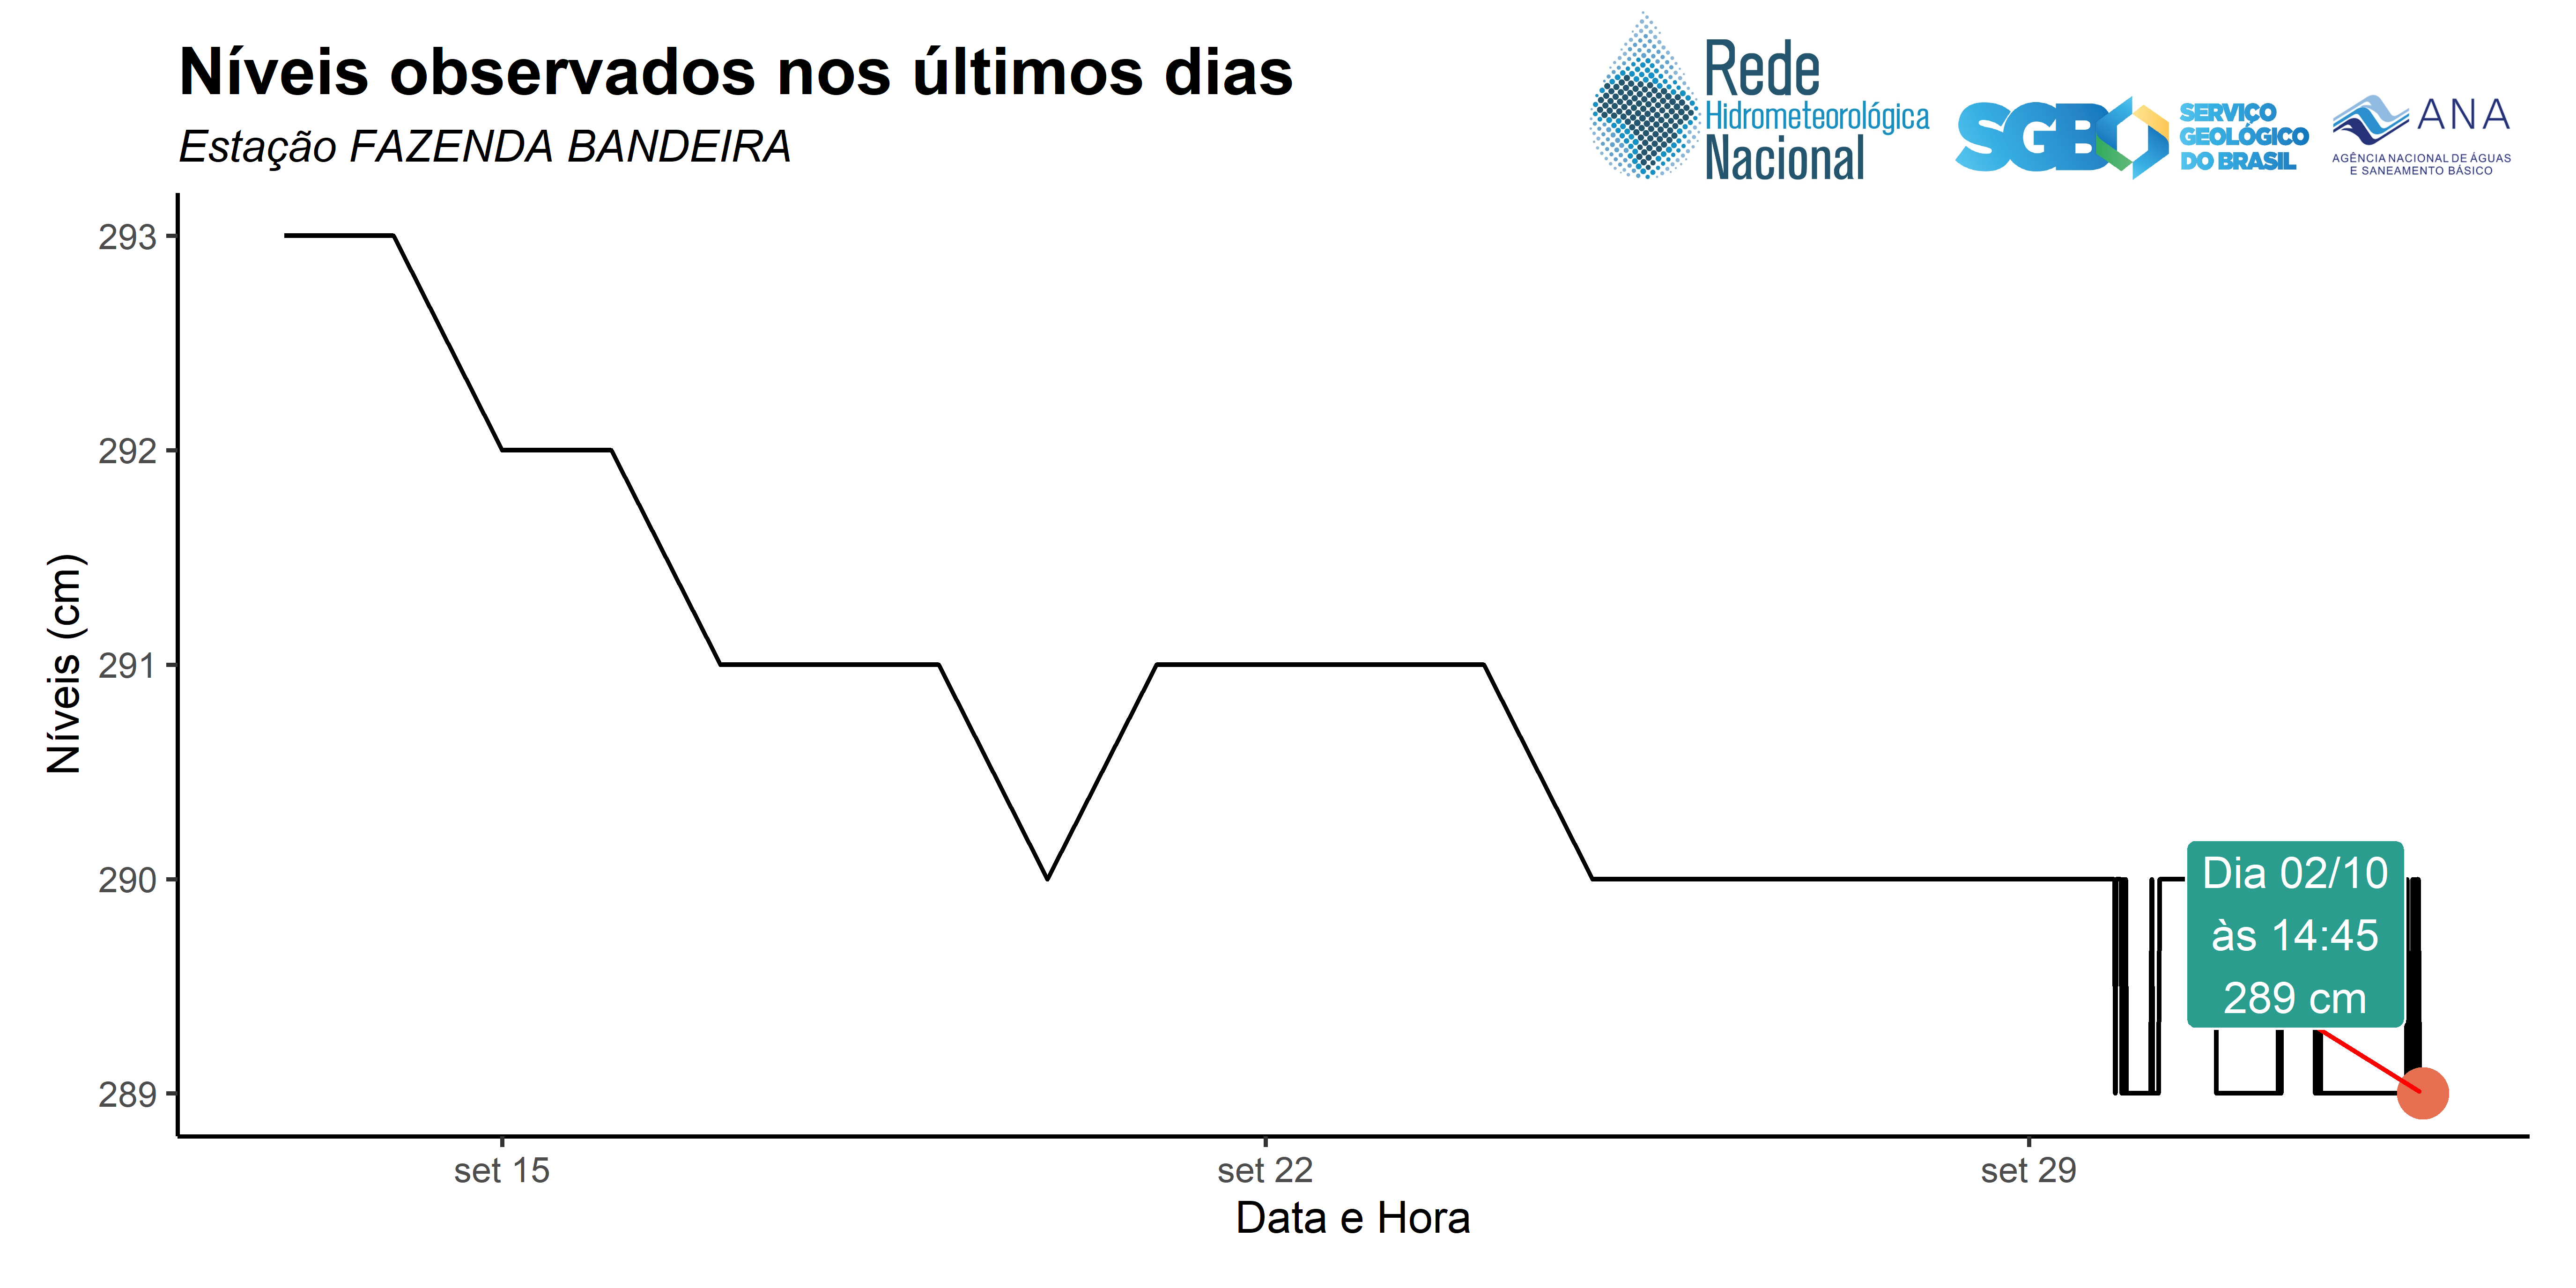 Níveis observados nos últimos dias
Estação FAZENDA BANDEIRA
Rede
Hidrometeorológica
Nacional
SGB
SERVIÇO
GEOLÓGICO
DO BRASIL
ANA
AGÊNCIA NACIONAL DE ÁGUAS
E SANEAMENTO BÁSICO
Níveis (cm)
293
292
291
290
289
Dia 02/10
às 14:45
289 cm
set 15
set 22
set 29
Data e Hora